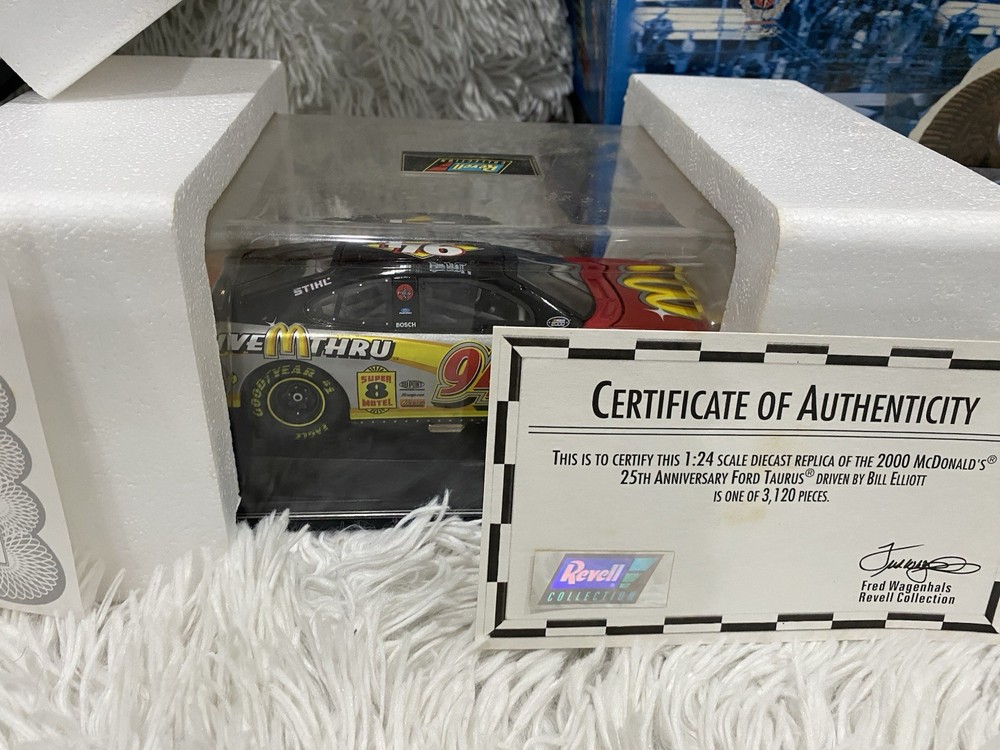 Revell
94
STIHL
BOSCH
IVE M THRU
GOODYEAR
EAGLE
SUPER
8
MOTEL
9
CERTIFICATE OF AUTHENTICITY
THIS IS TO CERTIFY THIS 1:24 SCALE DIECAST REPLICA OF THE 2000 MCDONALD'S®
25TH ANNIVERSARY FORD TAURUS® DRIVEN BY BILL ELLIOTT
IS ONE OF 3,120 PIECES.
Revell
COLLECTION
Fred Wagenhals
Revell Collection